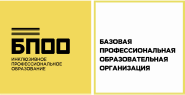 БПОО
ИНКЛЮЗИВНОЕ
ПРОФЕССИОНАЛЬНОЕ
ОБРАЗОВАНИЕ
БАЗОВАЯ
ПРОФЕССИОНАЛЬНАЯ
ОБРАЗОВАТЕЛЬНАЯ
ОРГАНИЗАЦИЯ